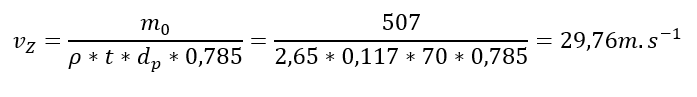 v_Z = m_0 / (ρ * t * d_p * 0,785) = 507 / (2,65 * 0,117 * 70 * 0,785) = 29,76m. s^−1